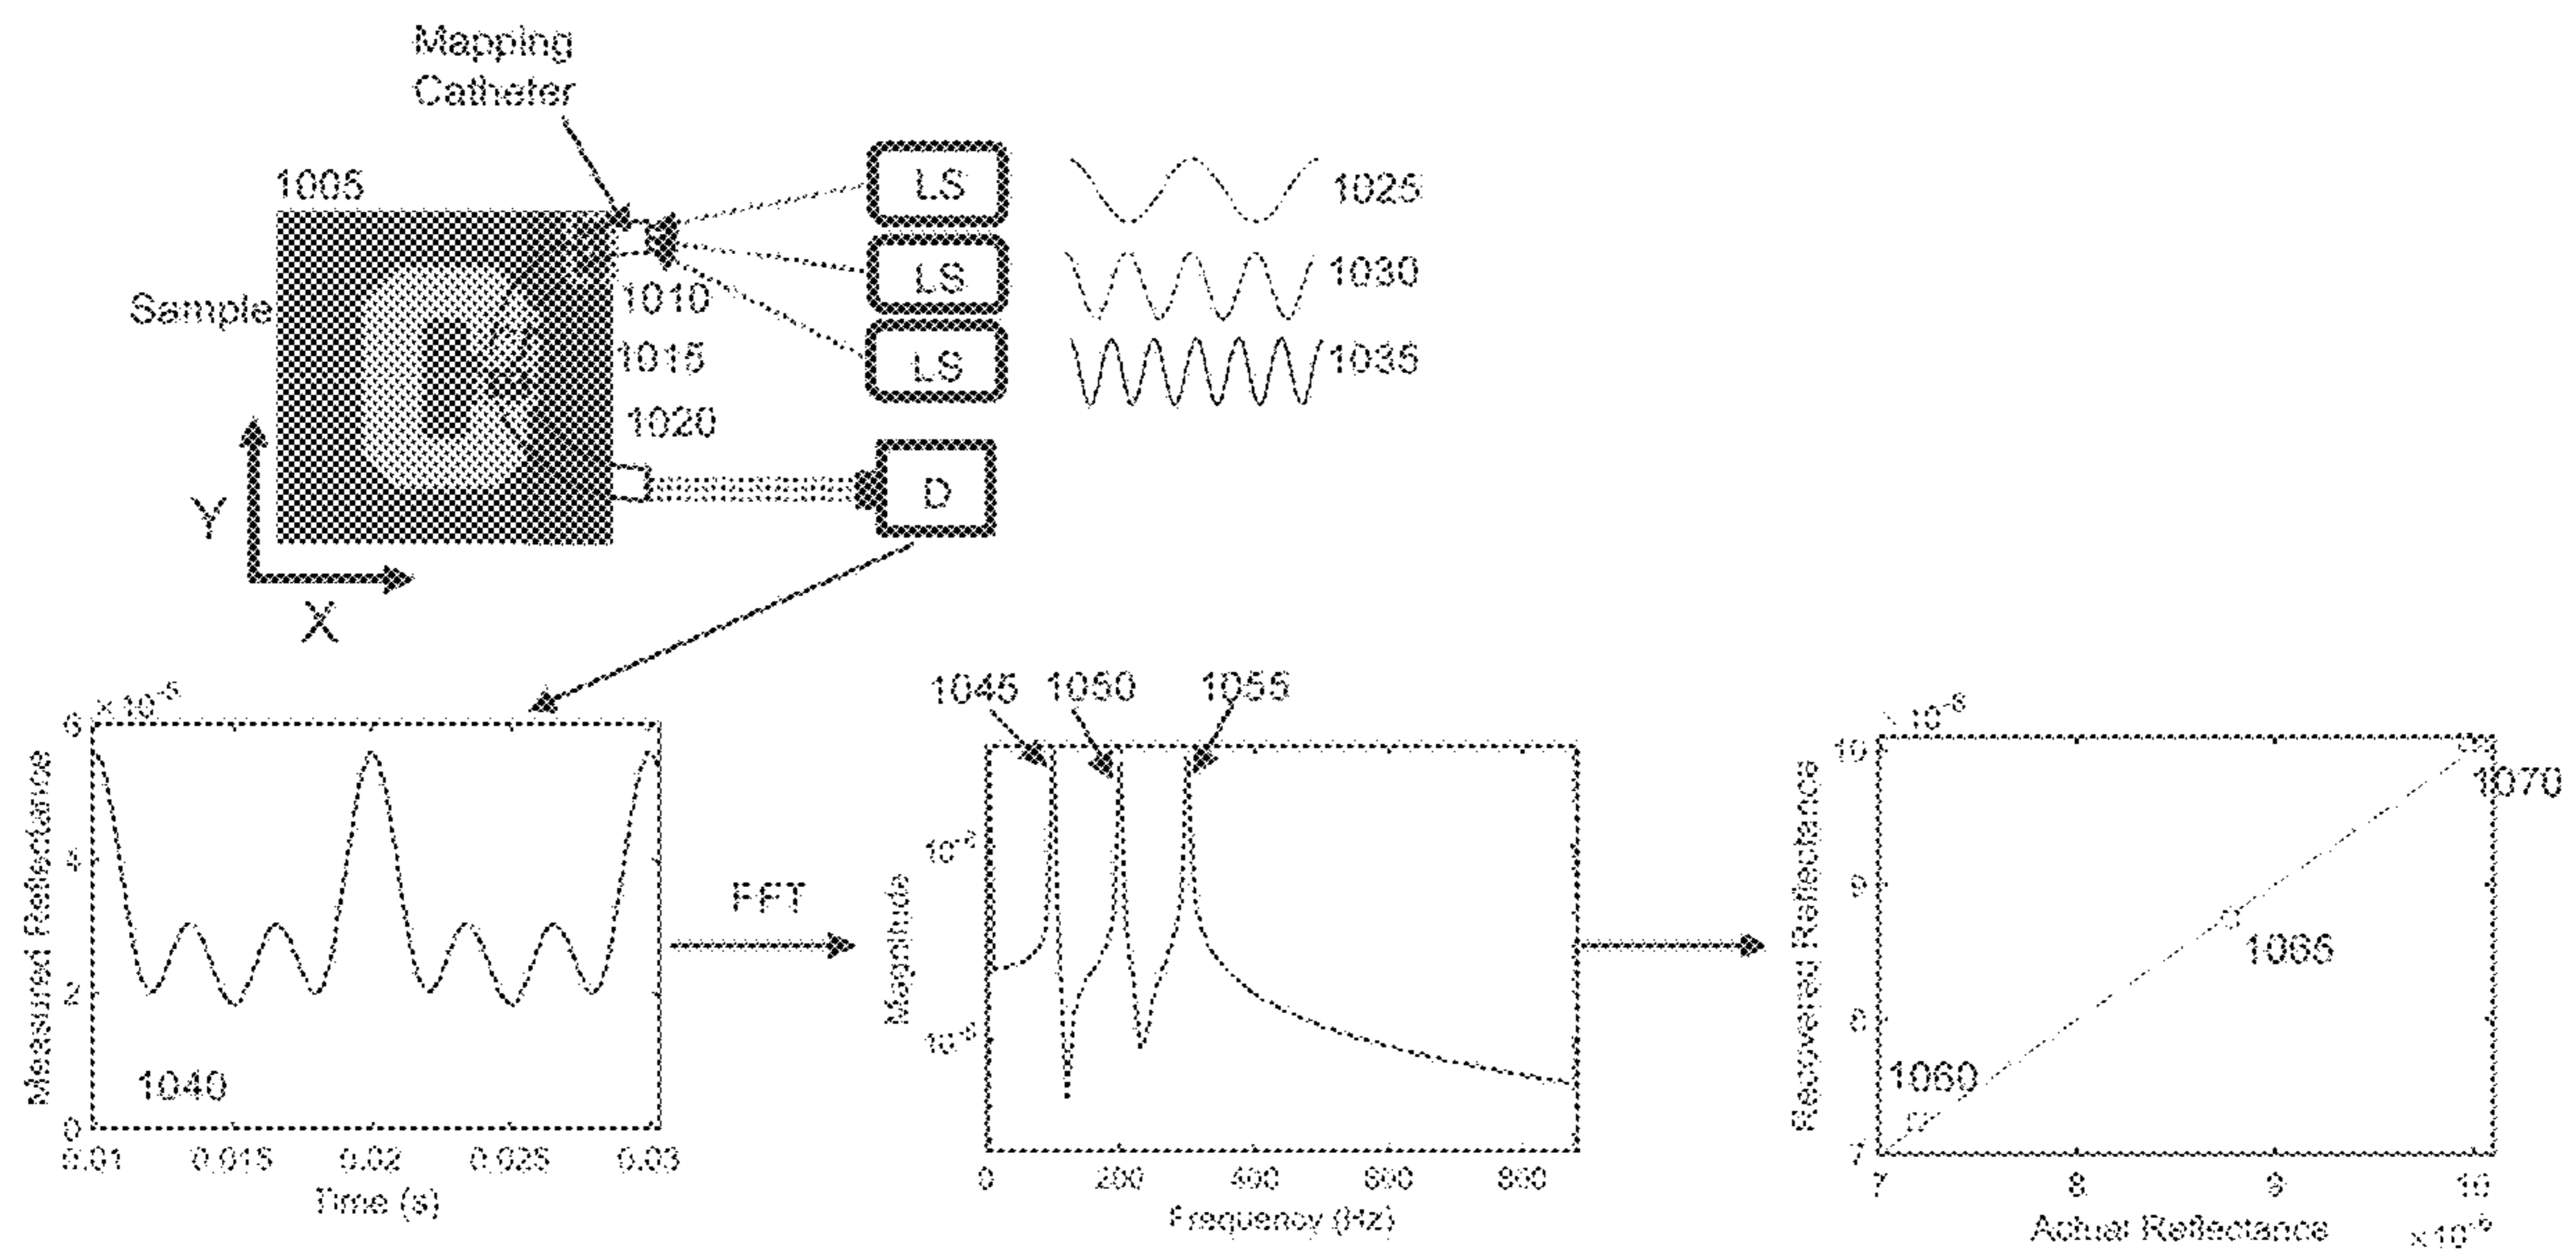 Mapping
Catheter
1005
LS
1025
Sample
LS
1030
1010
1015
LS
1035
1020
Y
D
X
1045 1050 1055
×10-5
6
4
2
0
Measured Reflectance
1040
0.01 0.015 0.02 0.025 0.03
Time (s)
FFT
Magnitude
0 200 400 600 800
Frequency (Hz)
10
9
8
7
Recovered Reflectance
1070
1065
1060
7 8 9 10
Actual Reflectance